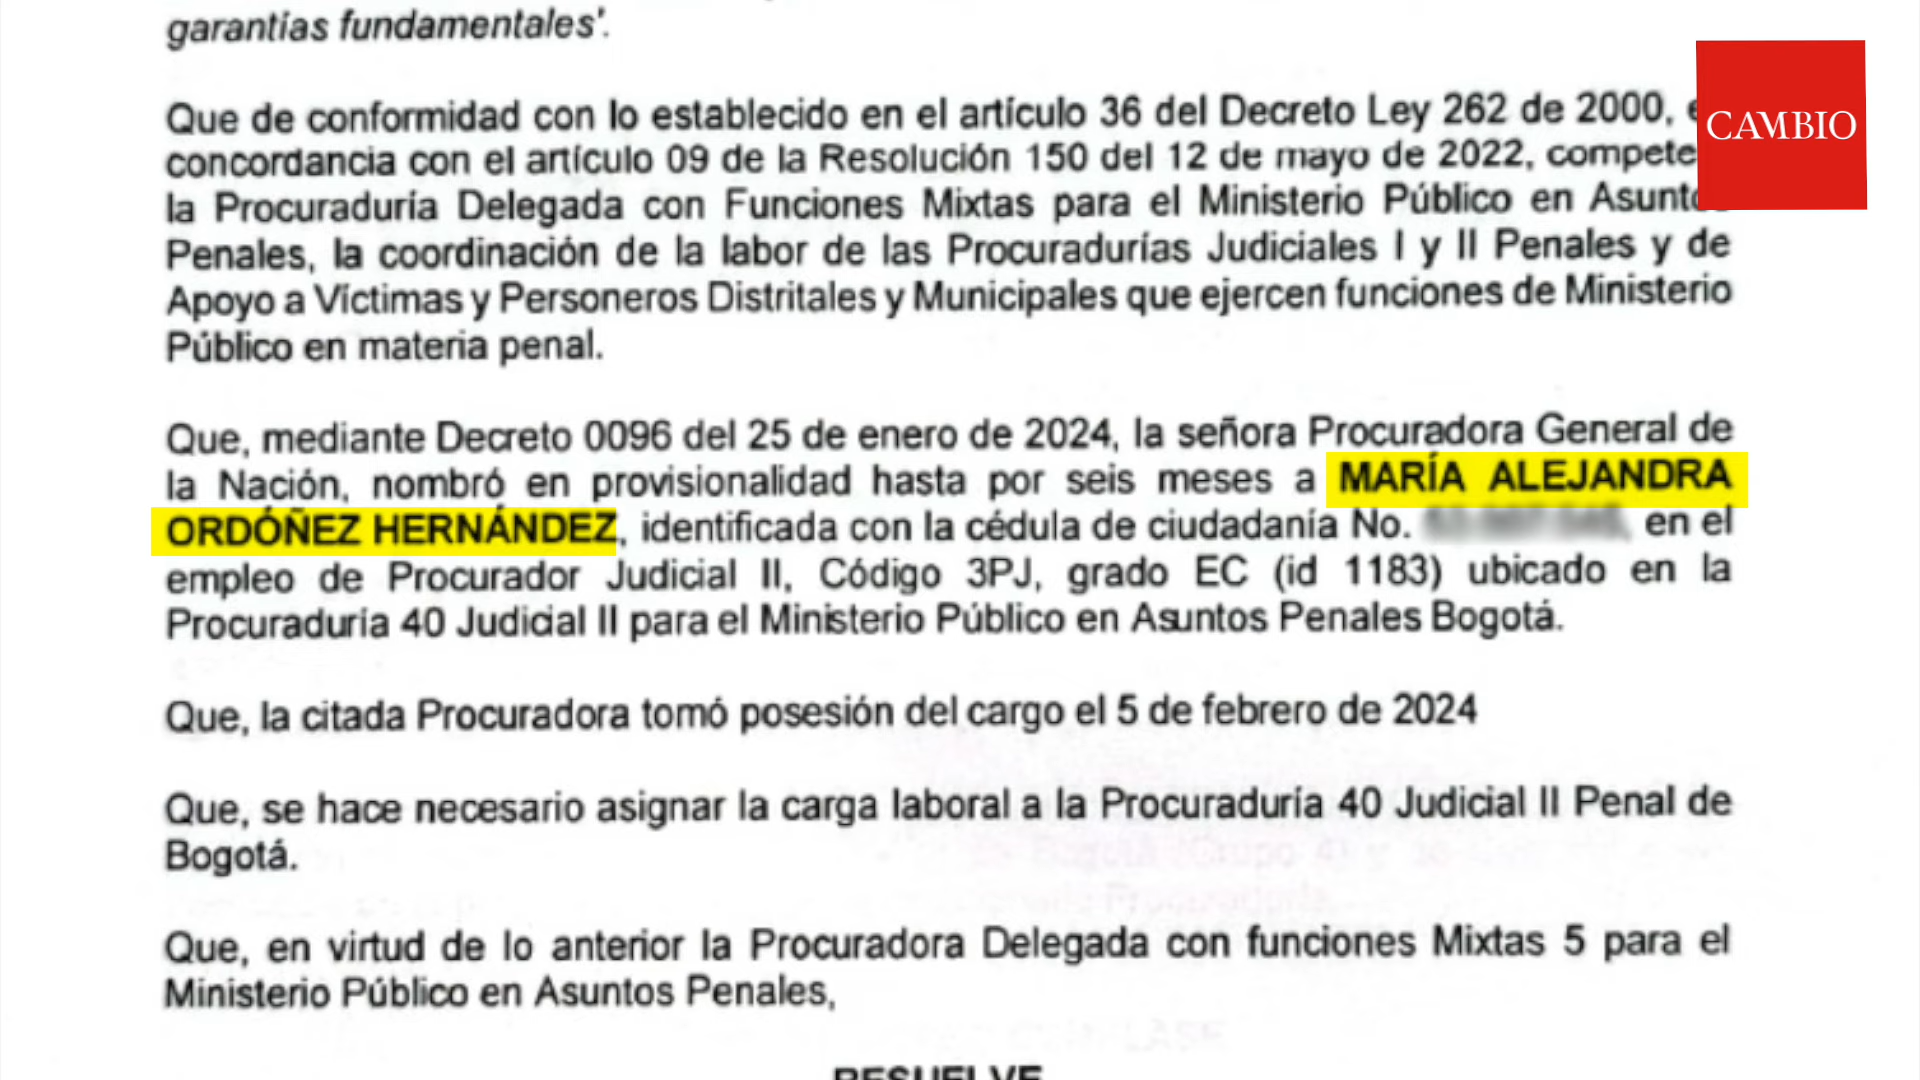 garantías fundamentales'.
Que de conformidad con lo establecido en el artículo 36 del Decreto Ley 262 de 2000,
CAMBIO
concordancia con el artículo 09 de la Resolución 150 del 12 de mayo de 2022, compete
la Procuraduría Delegada con Funciones Mixtas para el Ministerio Público en Asuntos
Penales, la coordinación de la labor de las Procuradurías Judiciales I y II Penales y de
Apoyo a Víctimas y Personeros Distritales y Municipales que ejercen funciones de Ministerio
Público en materia penal.
Que, mediante Decreto 0096 del 25 de enero de 2024, la señora Procuradora General de
la Nación, nombró en provisionalidad hasta por seis meses a MARÍA ALEJANDRA
ORDÓÑEZ HERNÁNDEZ, identificada con la cédula de ciudadanía No. en el
empleo de Procurador Judicial II, Código 3PJ, grado EC (id 1183) ubicado en la
Procuraduría 40 Judicial II para el Ministerio Público en Asuntos Penales Bogotá.
Que, la citada Procuradora tomó posesión del cargo el 5 de febrero de 2024
Que, se hace necesario asignar la carga laboral a la Procuraduría 40 Judicial II Penal de
Bogotá.
Que, en virtud de lo anterior la Procuradora Delegada con funciones Mixtas 5 para el
Ministerio Público en Asuntos Penales,
RESUELVE